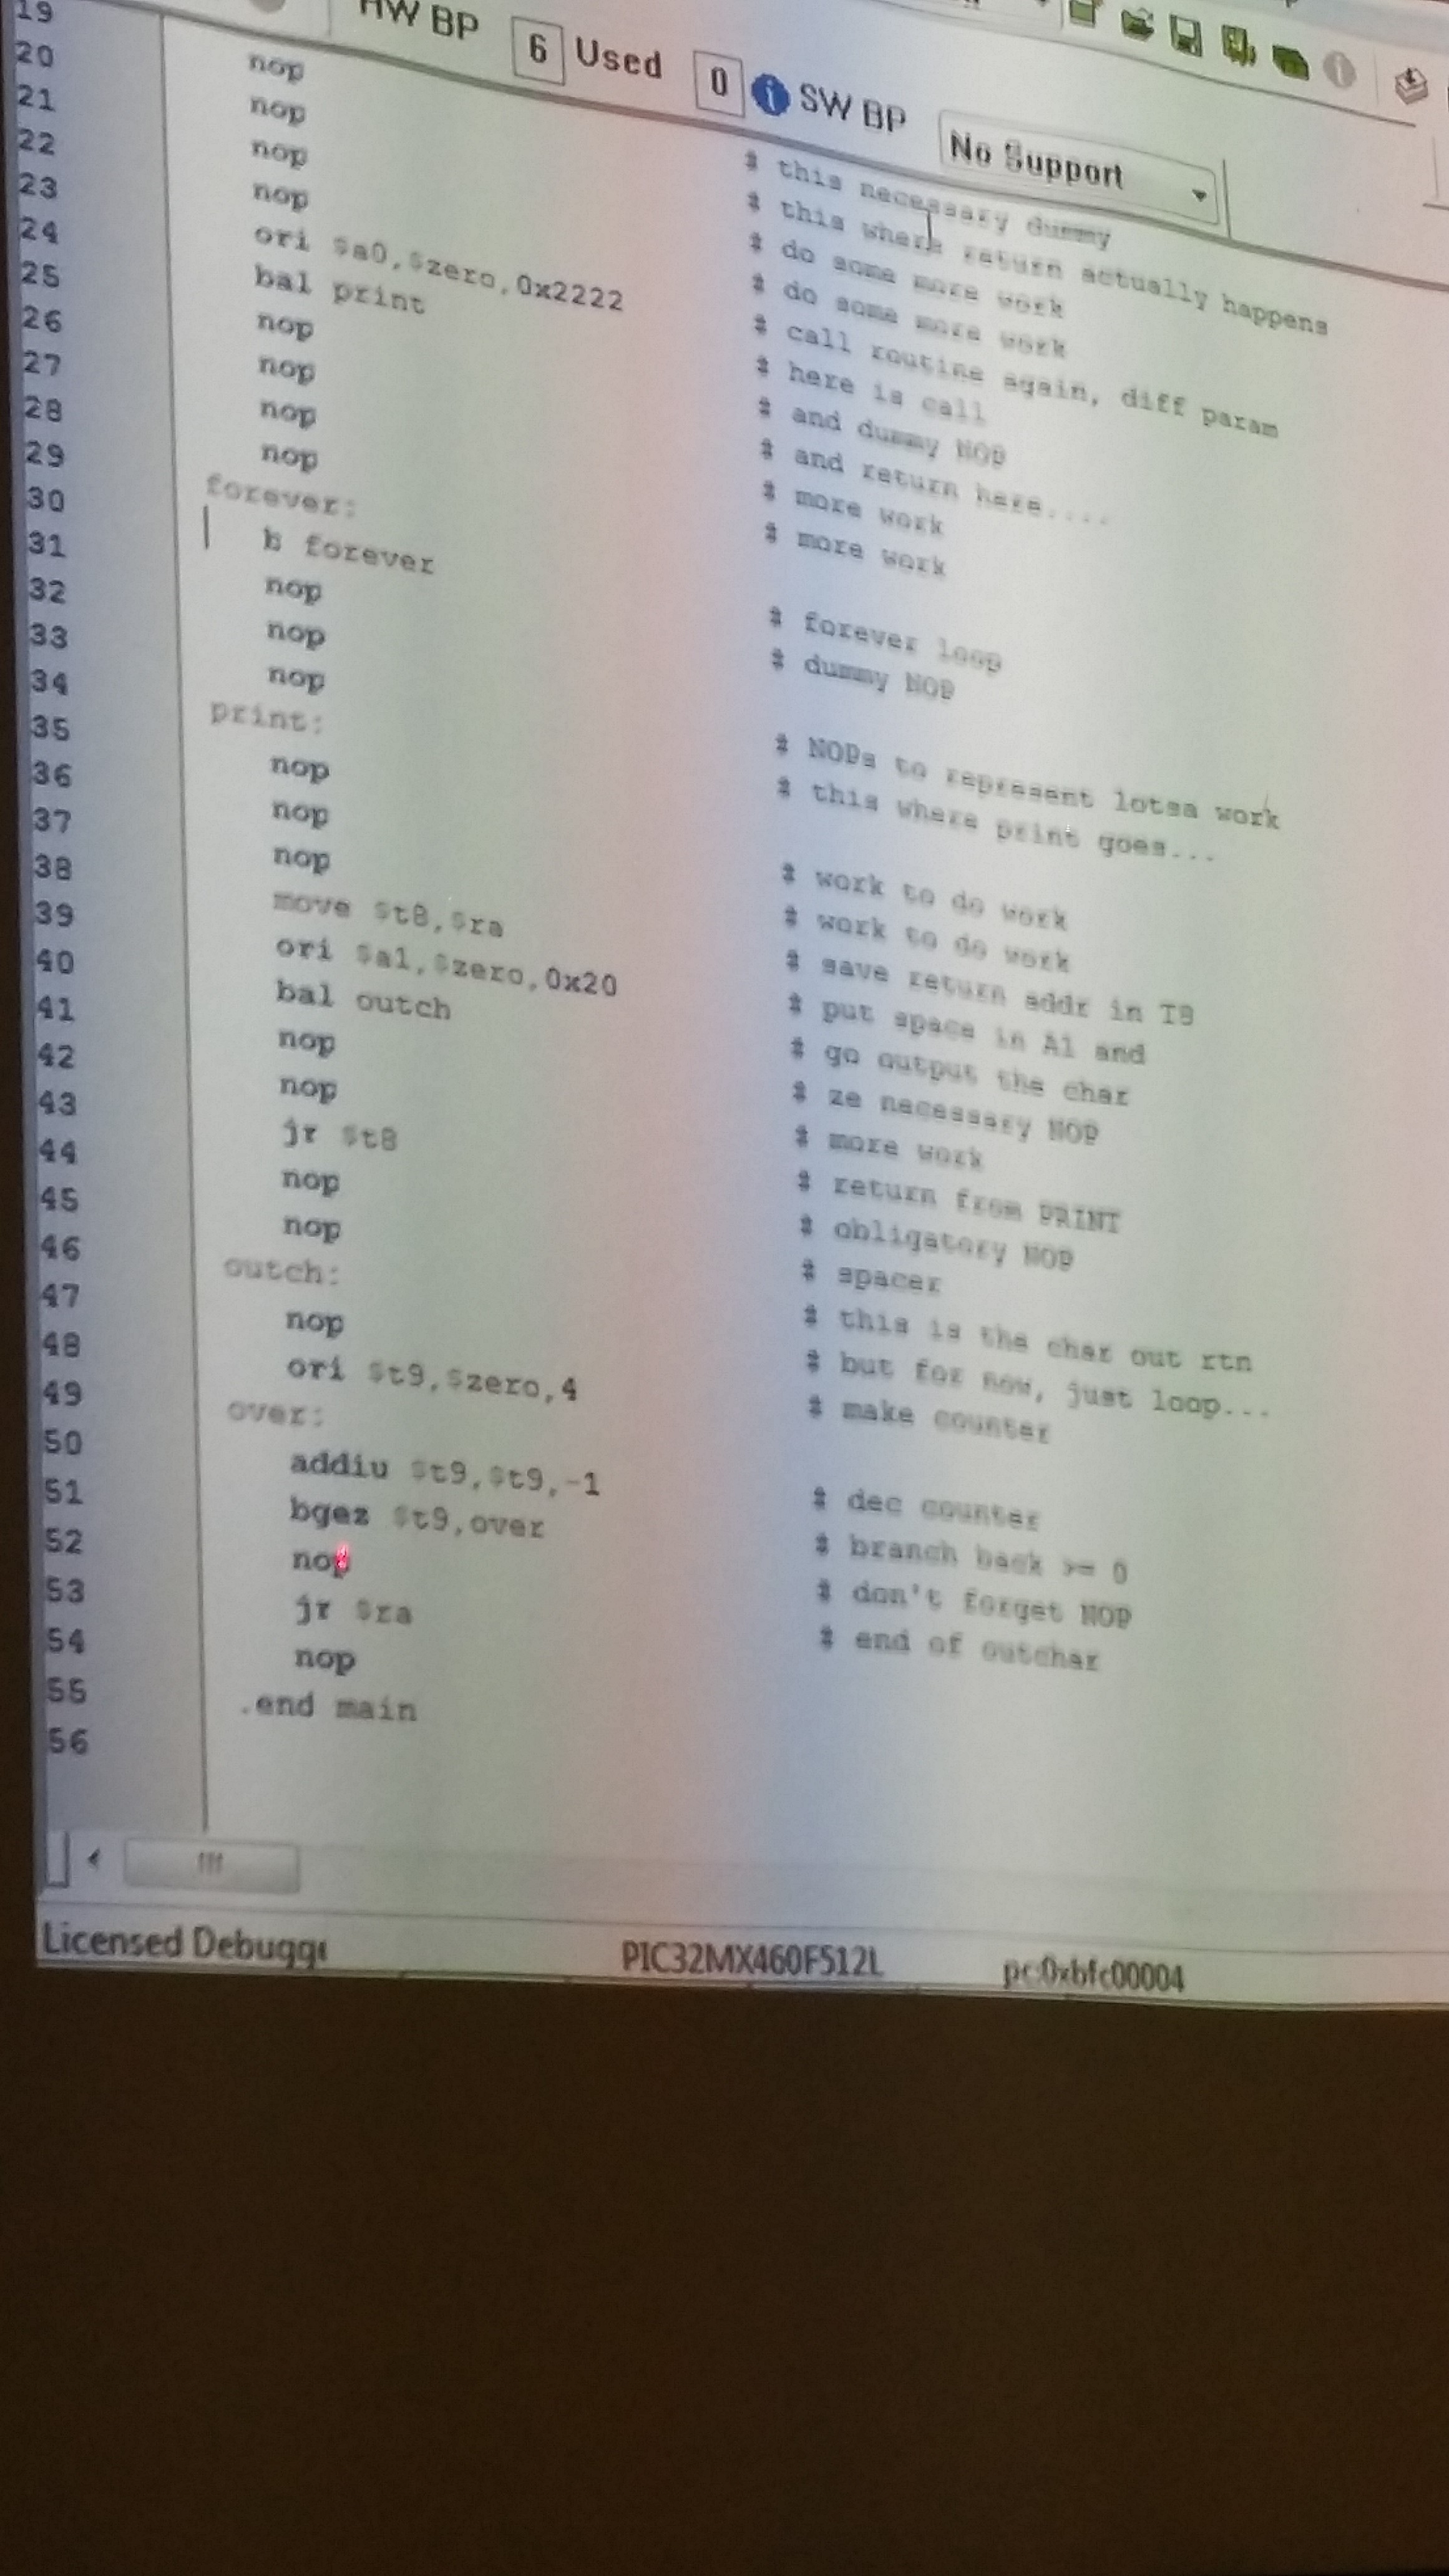 HW BP 6 Used 0 SW BP No Support
19 nop # this necessary dummy
20 nop # this where return actually happens
21 nop # do some more work
22 nop # do some more work
23 ori $a0,$zero,0x2222 # call routine again, diff param
24 bal print # here is call
25 nop # and dummy NOP
26 nop # and return here....
27 nop # more work
28 nop # more work
29 forever:
30 b forever # forever loop
31 nop # dummy NOP
32 nop
33 nop # NOPs to represent lotsa work
34 print: # this where print goes...
35 nop
36 nop # work to do work
37 nop # work to do work
38 move $t8,$ra # save return addr in T8
39 ori $a1,$zero,0x20 # put space in A1 and
40 bal outch # go output the char
41 nop # ze necessary NOP
42 nop # more work
43 jr $t8 # return from PRINT
44 nop # obligatory NOP
45 nop # spacer
46 outch: # this is the char out rtn
47 nop # but for now, just loop...
48 ori $t9,$zero,4 # make counter
49 over:
50 addiu $t9,$t9,-1 # dec counter
51 bgez $t9,over # branch back >= 0
52 nop # don't forget NOP
53 jr $ra # end of outchar
54 nop
55 .end main
56
Licensed Debugge PIC32MX460F512L pc:0xbfc00004